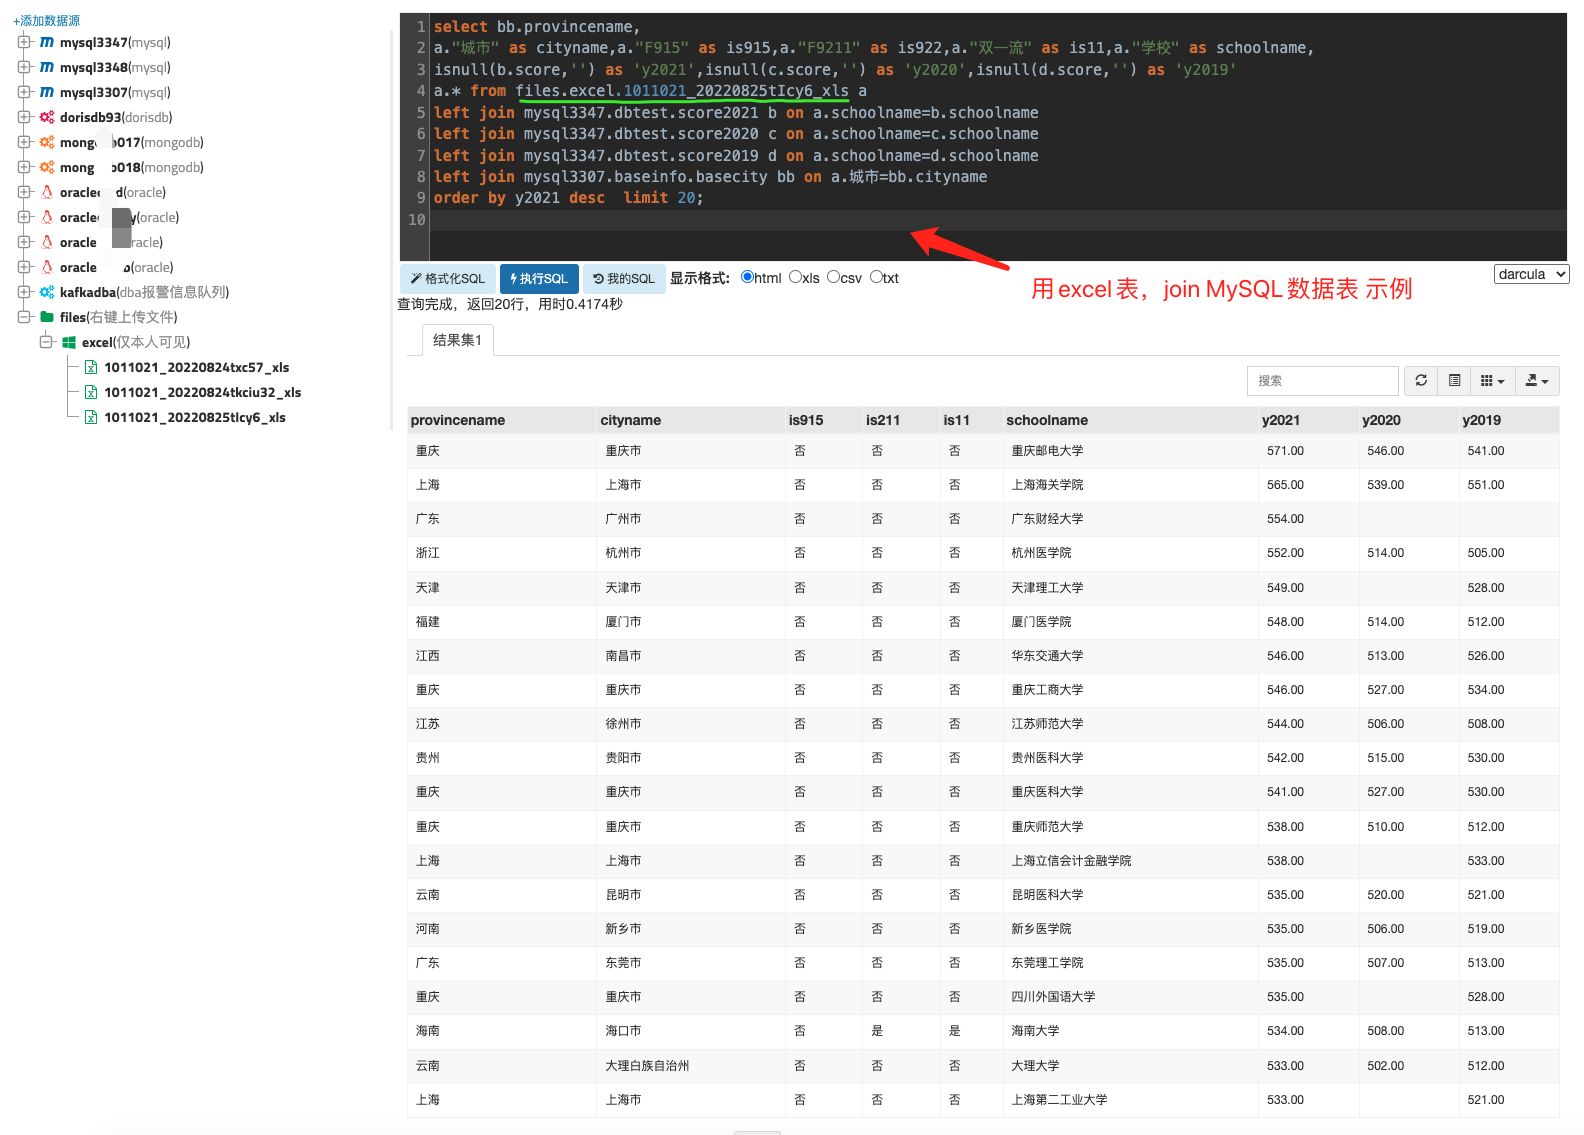 +添加数据源
mysql3347(mysql)
mysql3348(mysql)
mysql3307(mysql)
dorisdb93(dorisdb)
mong b017(mongodb)
mong b018(mongodb)
oracle d(oracle)
oracle y(oracle)
oracle racle)
oracle b(oracle)
kafkadba(dba报警信息队列)
files(右键上传文件)
excel(仅本人可见)
1011021_20220824txc57_xls
1011021_20220824tkciu32_xls
1011021_20220825tIcy6_xls
1 select bb.provincename,
2 a."城市" as cityname,a."F915" as is915,a."F9211" as is922,a."双一流" as is11,a."学校" as schoolname,
3 isnull(b.score,'') as 'y2021',isnull(c.score,'') as 'y2020',isnull(d.score,'') as 'y2019'
4 a.* from files.excel.1011021_20220825tIcy6_xls a
5 left join mysql3347.dbtest.score2021 b on a.schoolname=b.schoolname
6 left join mysql3347.dbtest.score2020 c on a.schoolname=c.schoolname
7 left join mysql3347.dbtest.score2019 d on a.schoolname=d.schoolname
8 left join mysql3307.baseinfo.basecity bb on a.城市=bb.cityname
9 order by y2021 desc  limit 20;
10
格式化SQL 执行SQL 我的SQL 显示格式: html xls csv txt
darcula
用excel表，join MySQL数据表 示例
查询完成，返回20行，用时0.4174秒
结果集1
搜索
provincename cityname is915 is211 is11 schoolname y2021 y2020 y2019
重庆 重庆市 否 否 否 重庆邮电大学 571.00 546.00 541.00
上海 上海市 否 否 否 上海海关学院 565.00 539.00 551.00
广东 广州市 否 否 否 广东财经大学 554.00
浙江 杭州市 否 否 否 杭州医学院 552.00 514.00 505.00
天津 天津市 否 否 否 天津理工大学 549.00 528.00
福建 厦门市 否 否 否 厦门医学院 548.00 514.00 512.00
江西 南昌市 否 否 否 华东交通大学 546.00 513.00 526.00
重庆 重庆市 否 否 否 重庆工商大学 546.00 527.00 534.00
江苏 徐州市 否 否 否 江苏师范大学 544.00 506.00 508.00
贵州 贵阳市 否 否 否 贵州医科大学 542.00 515.00 530.00
重庆 重庆市 否 否 否 重庆医科大学 541.00 527.00 530.00
重庆 重庆市 否 否 否 重庆师范大学 538.00 510.00 512.00
上海 上海市 否 否 否 上海立信会计金融学院 538.00 533.00
云南 昆明市 否 否 否 昆明医科大学 535.00 520.00 521.00
河南 新乡市 否 否 否 新乡医学院 535.00 506.00 519.00
广东 东莞市 否 否 否 东莞理工学院 535.00 507.00 513.00
重庆 重庆市 否 否 否 四川外国语大学 535.00 528.00
海南 海口市 否 是 是 海南大学 534.00 508.00 513.00
云南 大理白族自治州 否 否 否 大理大学 533.00 502.00 512.00
上海 上海市 否 否 否 上海第二工业大学 533.00 521.00